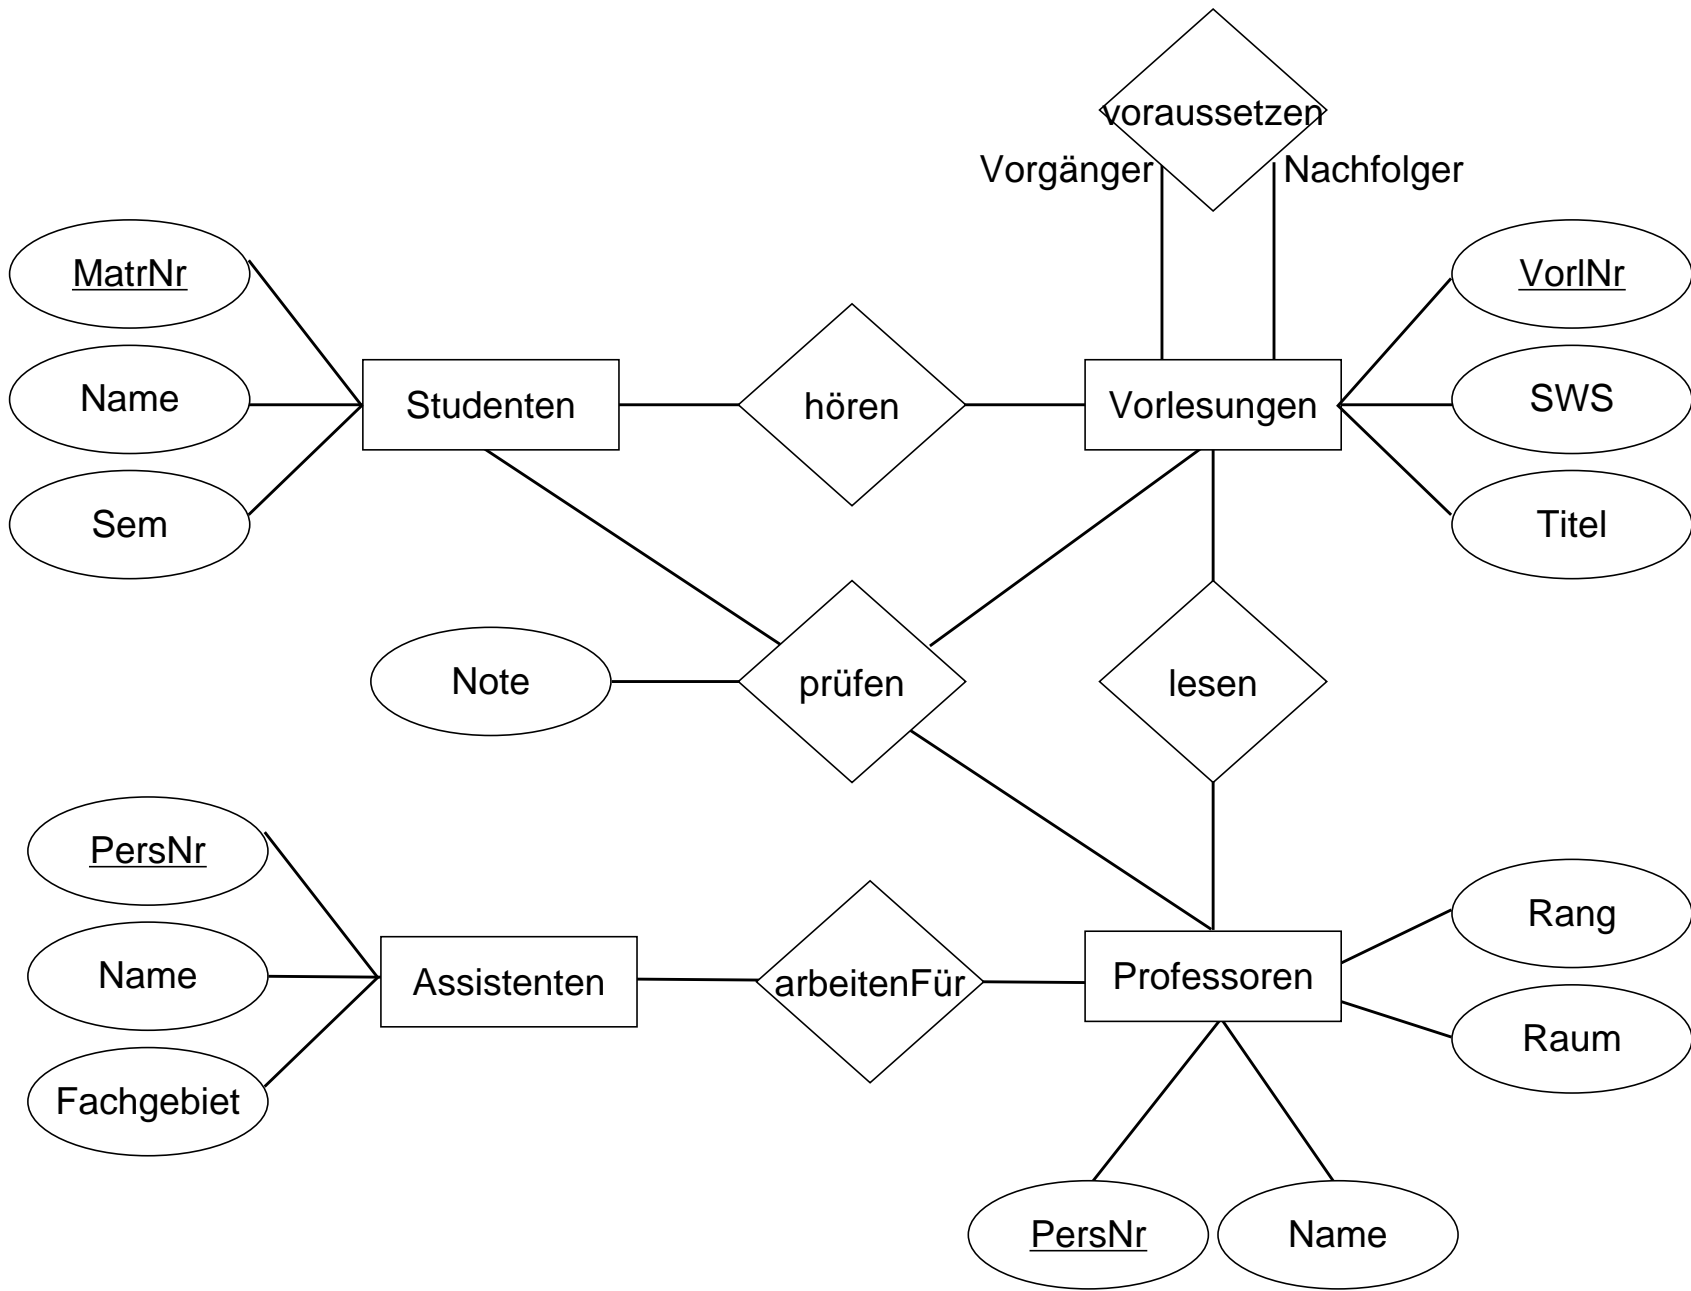 voraussetzen
Vorgänger
Nachfolger
MatrNr
VorlNr
Name
Studenten
hören
Vorlesungen
SWS
Sem
Titel
Note
prüfen
lesen
PersNr
Rang
Name
Assistenten
arbeitenFür
Professoren
Raum
Fachgebiet
PersNr
Name